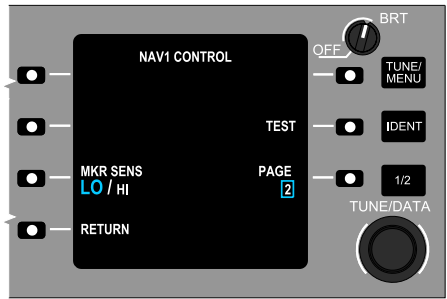 BRT
OFF
NAV1 CONTROL
TUNE/
MENU
TEST
IDENT
MKR SENS
LO / HI
PAGE
2
1/2
RETURN
TUNE/DATA